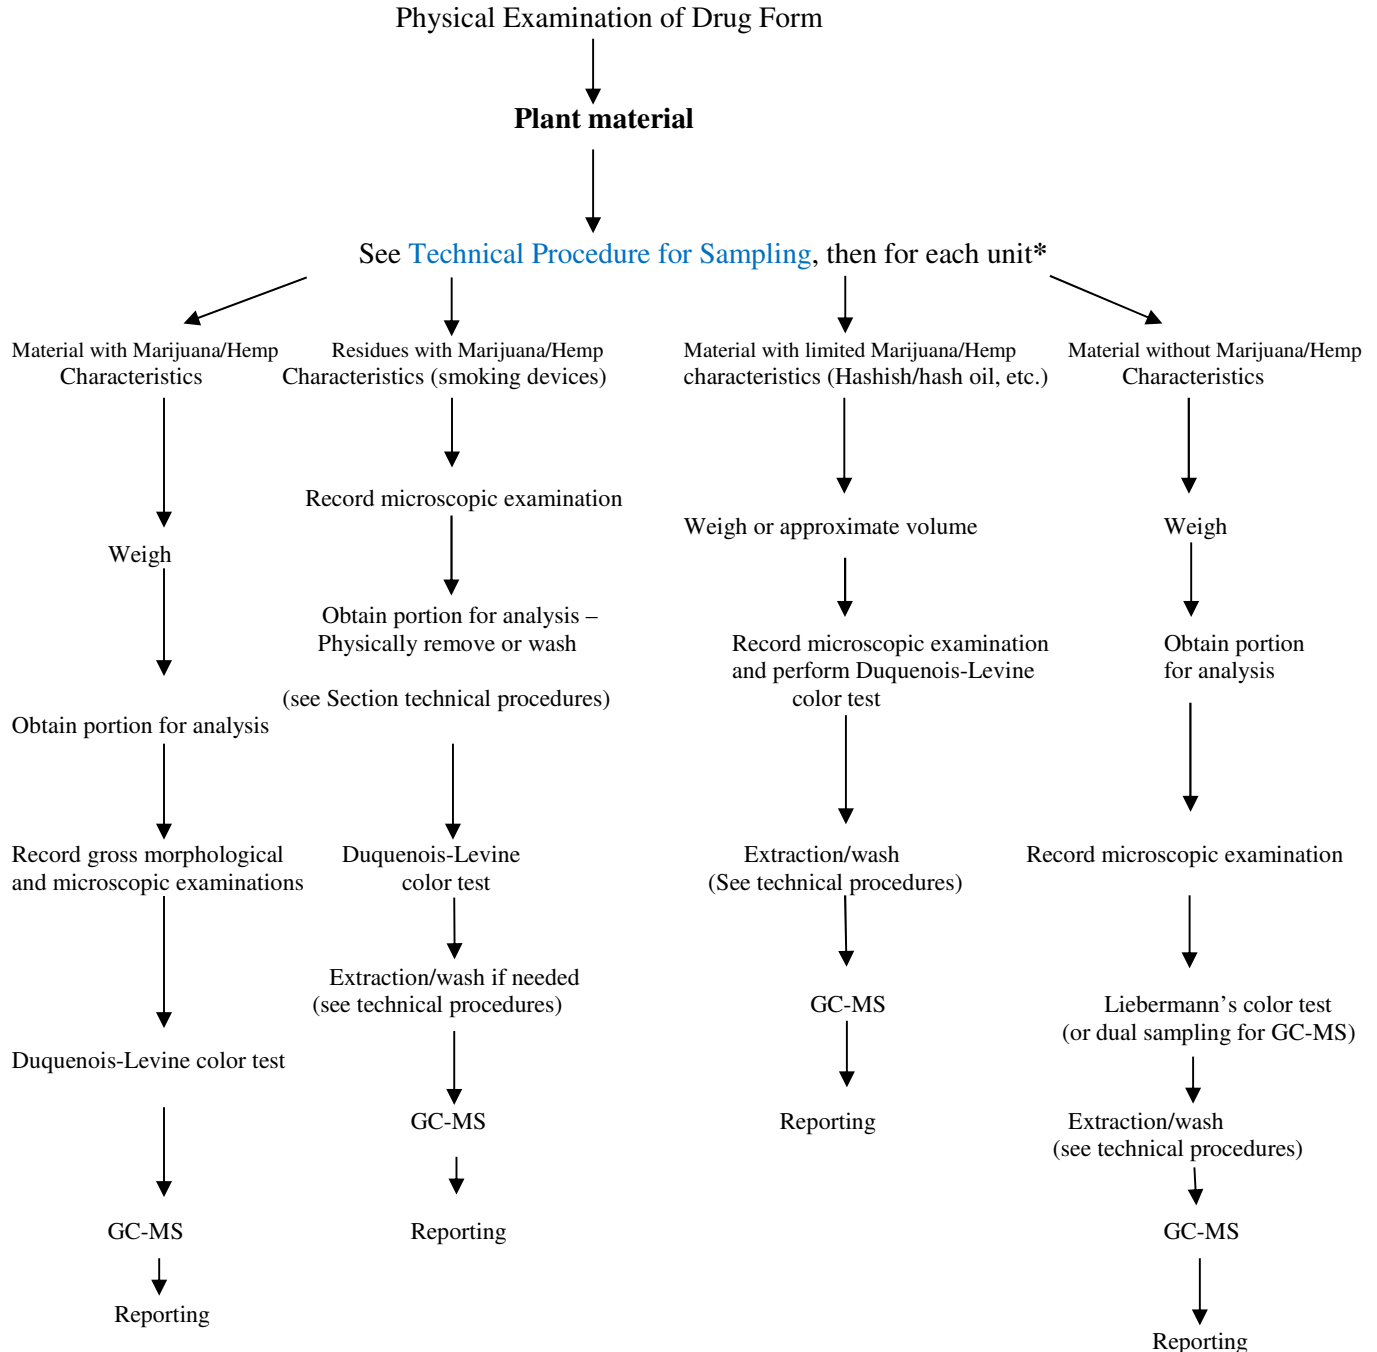 Physical Examination of Drug Form
Plant material
See Technical Procedure for Sampling, then for each unit*
Material with Marijuana/Hemp
Characteristics
Weigh
Obtain portion for analysis
Record gross morphological
and microscopic examinations
Duquenois-Levine color test
GC-MS
Reporting
Residues with Marijuana/Hemp
Characteristics (smoking devices)
Record microscopic examination
Obtain portion for analysis –
Physically remove or wash
(see Section technical procedures)
Duquenois-Levine
color test
Extraction/wash if needed
(see technical procedures)
GC-MS
Reporting
Material with limited Marijuana/Hemp
characteristics (Hashish/hash oil, etc.)
Weigh or approximate volume
Record microscopic examination
and perform Duquenois-Levine
color test
Extraction/wash
(See technical procedures)
GC-MS
Reporting
Material without Marijuana/Hemp
Characteristics
Weigh
Obtain portion
for analysis
Record microscopic examination
Liebermann’s color test
(or dual sampling for GC-MS)
Extraction/wash
(see technical procedures)
GC-MS
Reporting